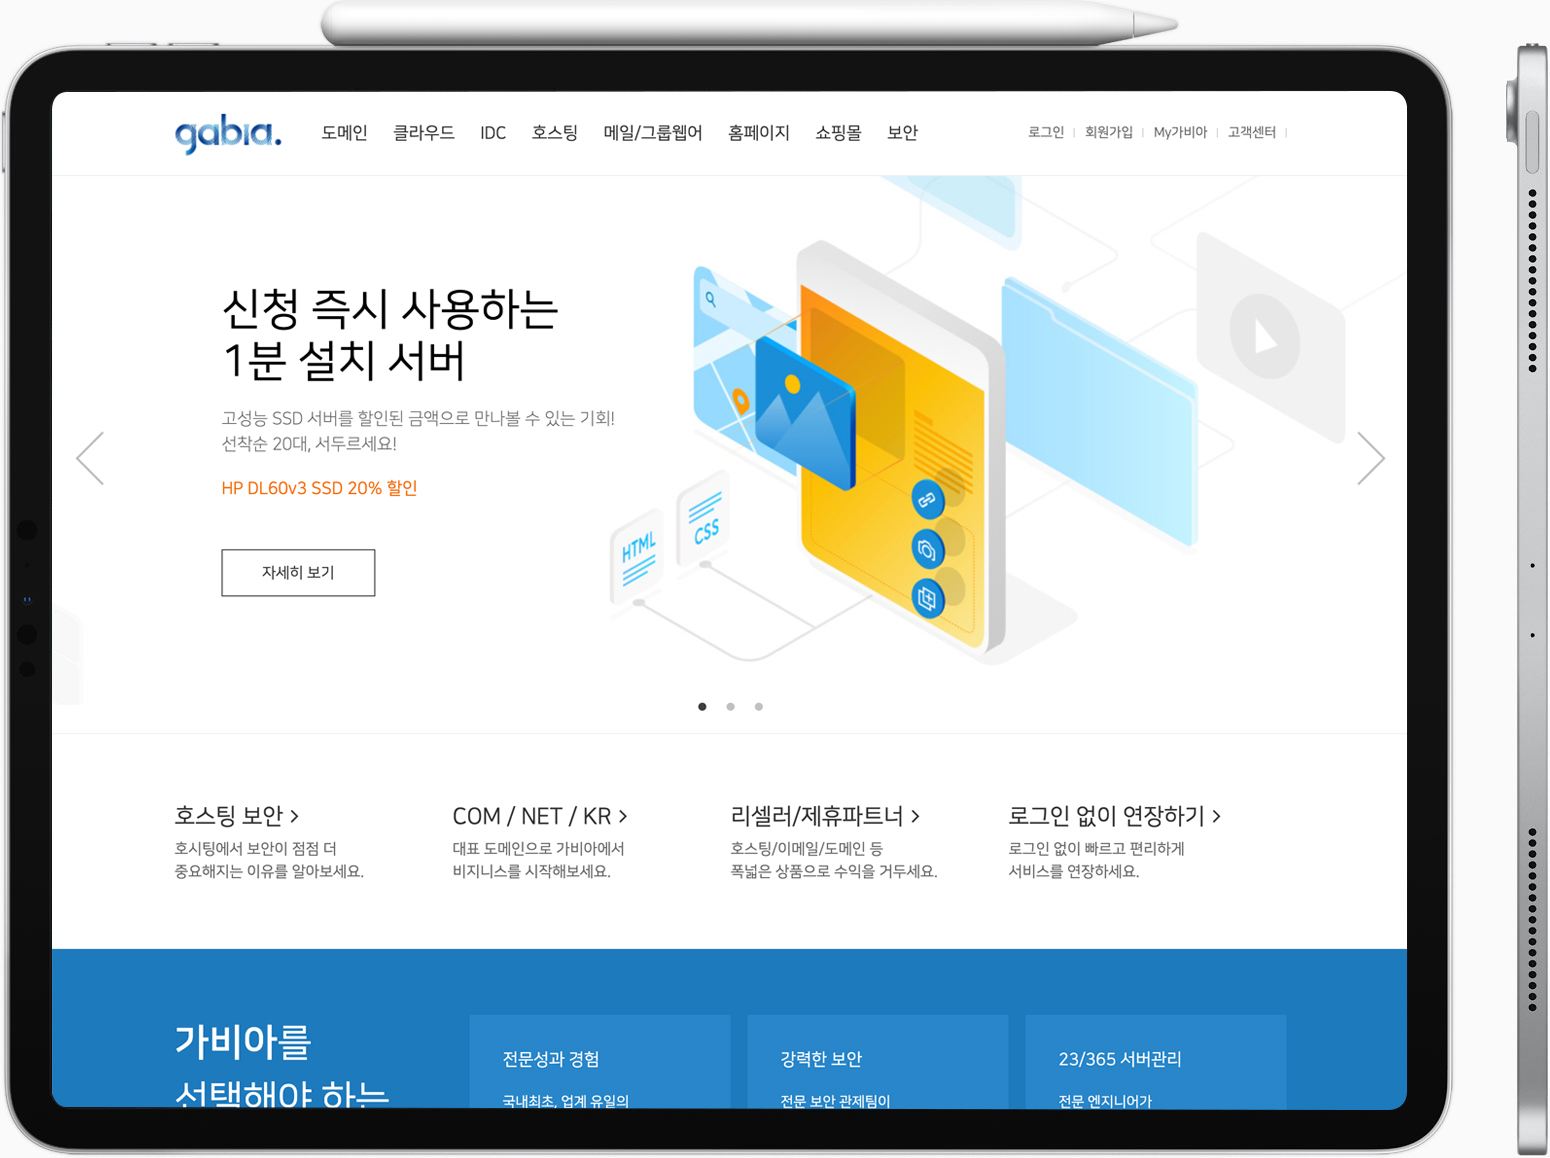 gabia.
도메인 클라우드 IDC 호스팅 메일/그룹웹어 홈페이지 쇼핑몰 보안
로그인 회원가입 My가비아 고객센터
신청 즉시 사용하는
1분 설치 서버
고성능 SSD 서버를 할인된 금액으로 만나볼 수 있는 기회!
선착순 20대, 서두르세요!
HP DL60v3 SSD 20% 할인
자세히 보기
HTML
CSS
호스팅 보안
호시팅에서 보안이 점점 더
중요해지는 이유를 알아보세요.
COM / NET / KR
대표 도메인으로 가비아에서
비지니스를 시작해보세요.
리셀러/제휴파트너
호스팅/이메일/도메인 등
폭넓은 상품으로 수익을 거두세요.
로그인 없이 연장하기
로그인 없이 빠르고 편리하게
서비스를 연장하세요.
가비아를
선택해야 하는
전문성과 경험
국내최초, 업계 유일의
강력한 보안
전문 보안 관제팀이
23/365 서버관리
전문 엔지니어가